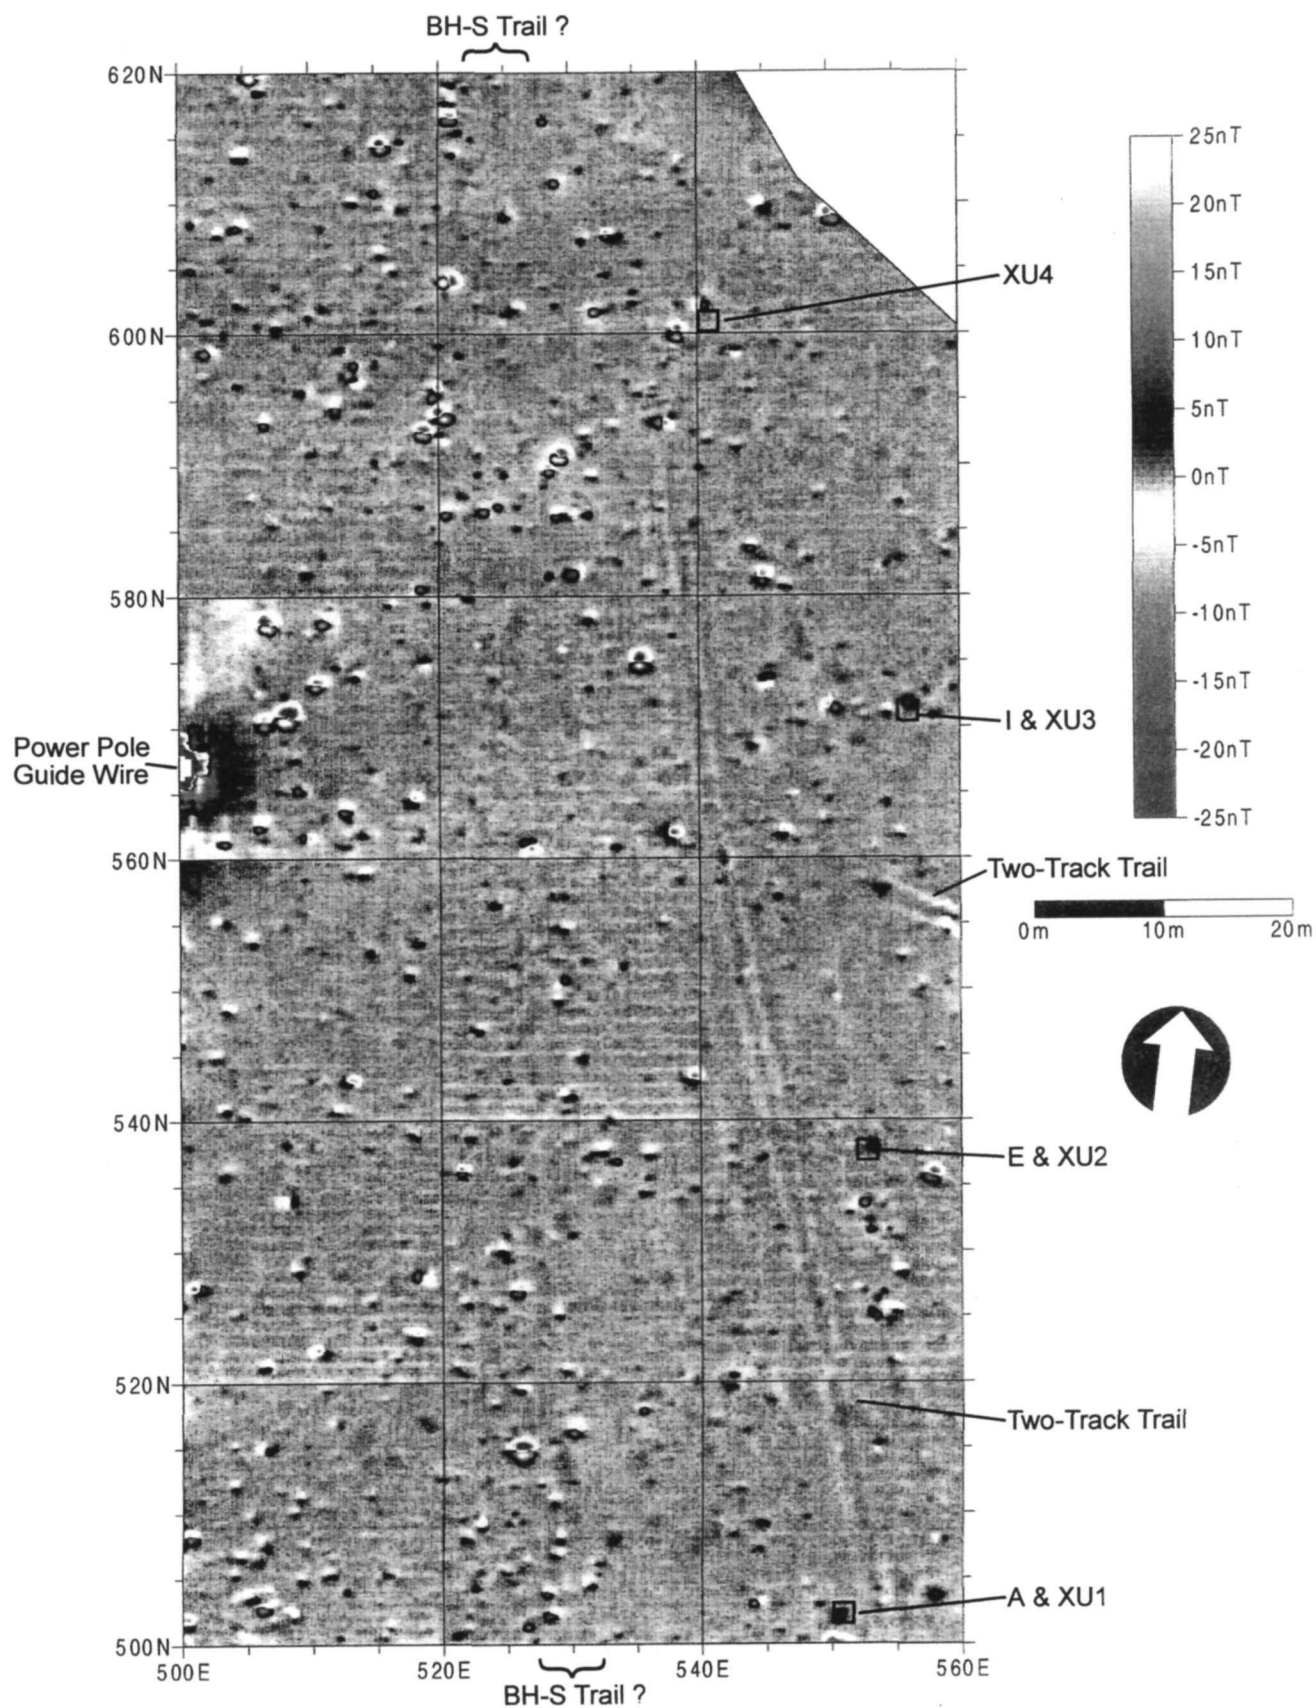 BH-S Trail ?
620N
25nT
20nT
15nT
XU4
10nT
600N
5nT
0nT
-5nT
580N
-10nT
-15nT
I & XU3
-20nT
Power Pole
Guide Wire
-25nT
560N
Two-Track Trail
0m 10m 20m
540N
E & XU2
520N
Two-Track Trail
A & XU1
500N
500E 520E 540E 560E
BH-S Trail ?